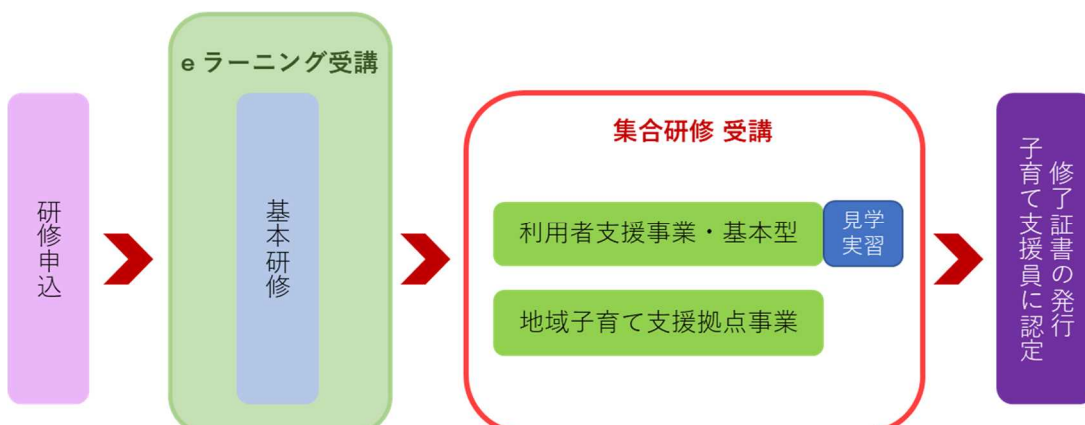 研修申込
e ラーニング受講
基本研修
集合研修 受講
利用者支援事業・基本型
見学
実習
地域子育て支援拠点事業
修了証書の発行
子育て支援員に認定